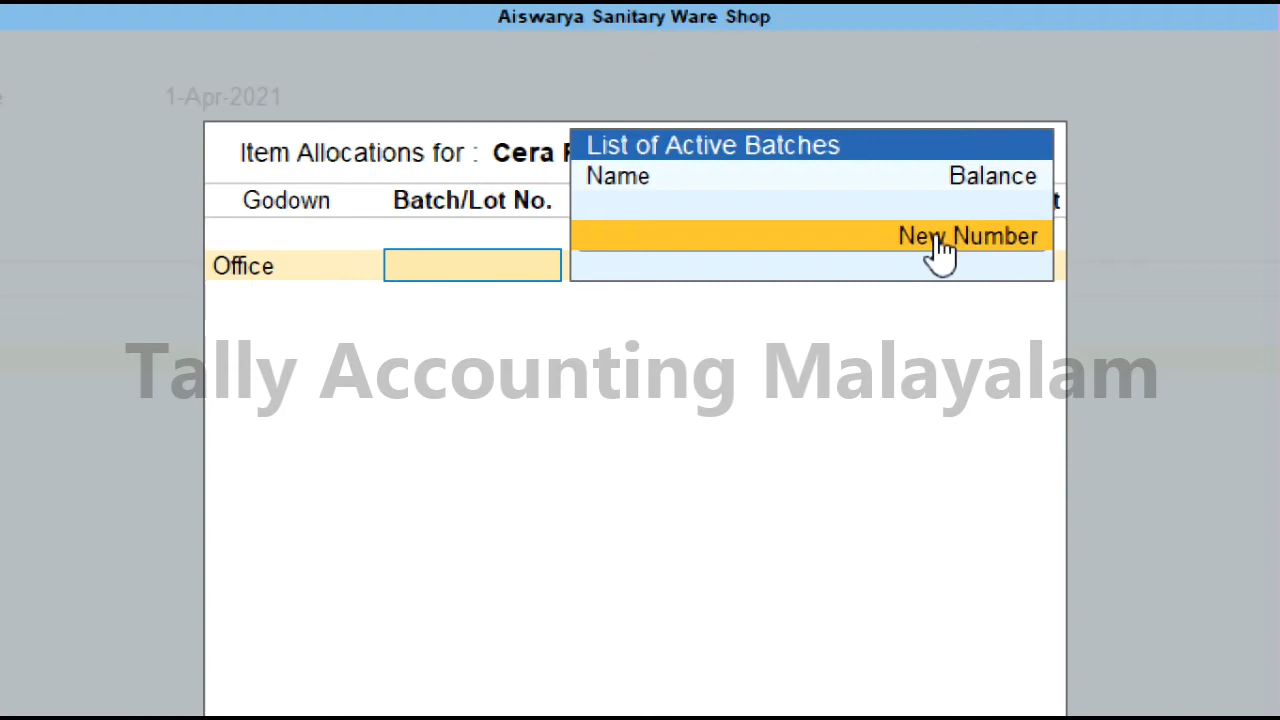 Aiswarya Sanitary Ware Shop
1-Apr-2021
Item Allocations for : Cera
List of Active Batches
Name Balance
Godown Batch/Lot No.
New Number
Office
Tally Accounting Malayalam